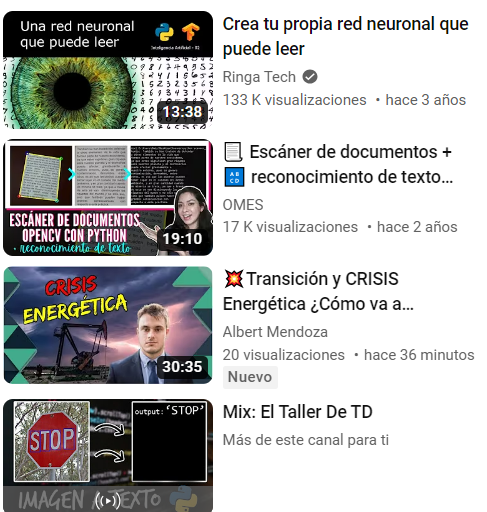 Una red neuronal
que puede leer
Inteligencia Artificial - 02
13:38
Crea tu propia red neuronal que
puede leer
Ringa Tech
133 K visualizaciones • hace 3 años
ESCÁNER DE DOCUMENTOS
OPENCV CON PYTHON
+ reconocimiento de texto
19:10
📃 Escáner de documentos +
🔠 reconocimiento de texto...
OMES
17 K visualizaciones • hace 2 años
CRISIS
ENERGÉTICA
30:35
💥 Transición y CRISIS
Energética ¿Cómo va a...
Albert Mendoza
20 visualizaciones • hace 36 minutos
Nuevo
STOP
output: 'STOP'
IMAGEN A TEXTO
Mix: El Taller De TD
Más de este canal para ti